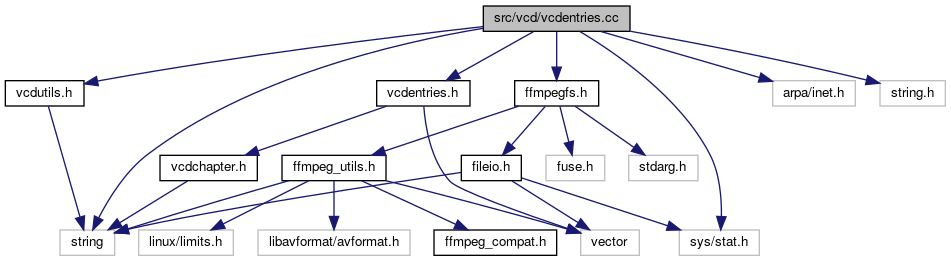 src/vcd/vcdentries.cc
vcdutils.h
vcdentries.h
ffmpegfs.h
arpa/inet.h
string.h
vcdchapter.h
ffmpeg_utils.h
fileio.h
fuse.h
stdarg.h
string
linux/limits.h
libavformat/avformat.h
ffmpeg_compat.h
vector
sys/stat.h